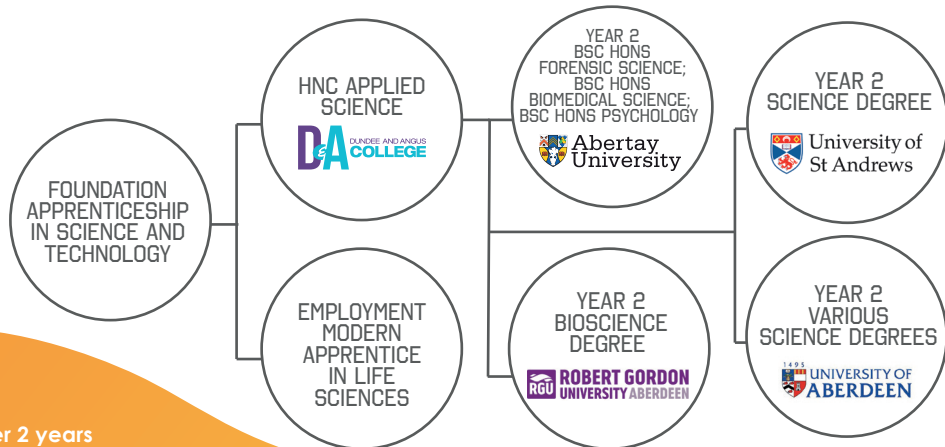 FOUNDATION
APPRENTICESHIP
IN SCIENCE AND
TECHNOLOGY
HNC APPLIED
SCIENCE
D&A DUNDEE AND ANGUS
COLLEGE
EMPLOYMENT
MODERN
APPRENTICE
IN LIFE
SCIENCES
YEAR 2
BSC HONS
FORENSIC SCIENCE;
BSC HONS
BIOMEDICAL SCIENCE;
BSC HONS PSYCHOLOGY
Abertay
University
YEAR 2
BIOSCIENCE
DEGREE
RGU ROBERT GORDON
UNIVERSITY ABERDEEN
YEAR 2
SCIENCE DEGREE
University of
St Andrews
YEAR 2
VARIOUS
SCIENCE DEGREES
1495
UNIVERSITY OF
ABERDEEN
2 years